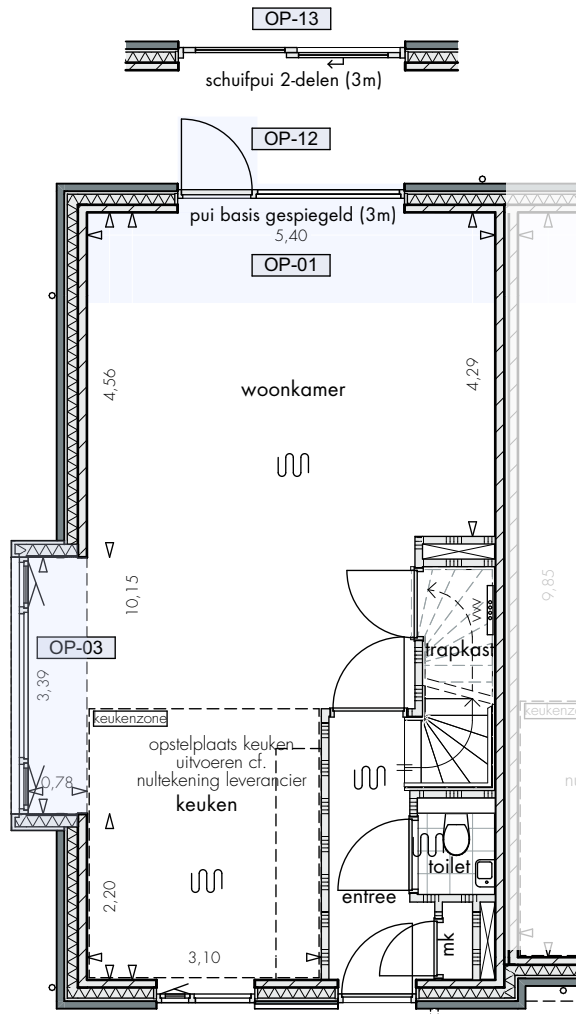 OP-13
schuifpui 2-delen (3m)
OP-12
pui basis gespiegeld (3m)
5,40
OP-01
4,56
4,29
woonkamer
10,15
9,85
OP-03
3,39
trapkast
keukenzone
opstelplaats keuken
uitvoeren cf.
nultekening leverancier
keuken
0,78
toilet
2,20
entree
mk
3,10